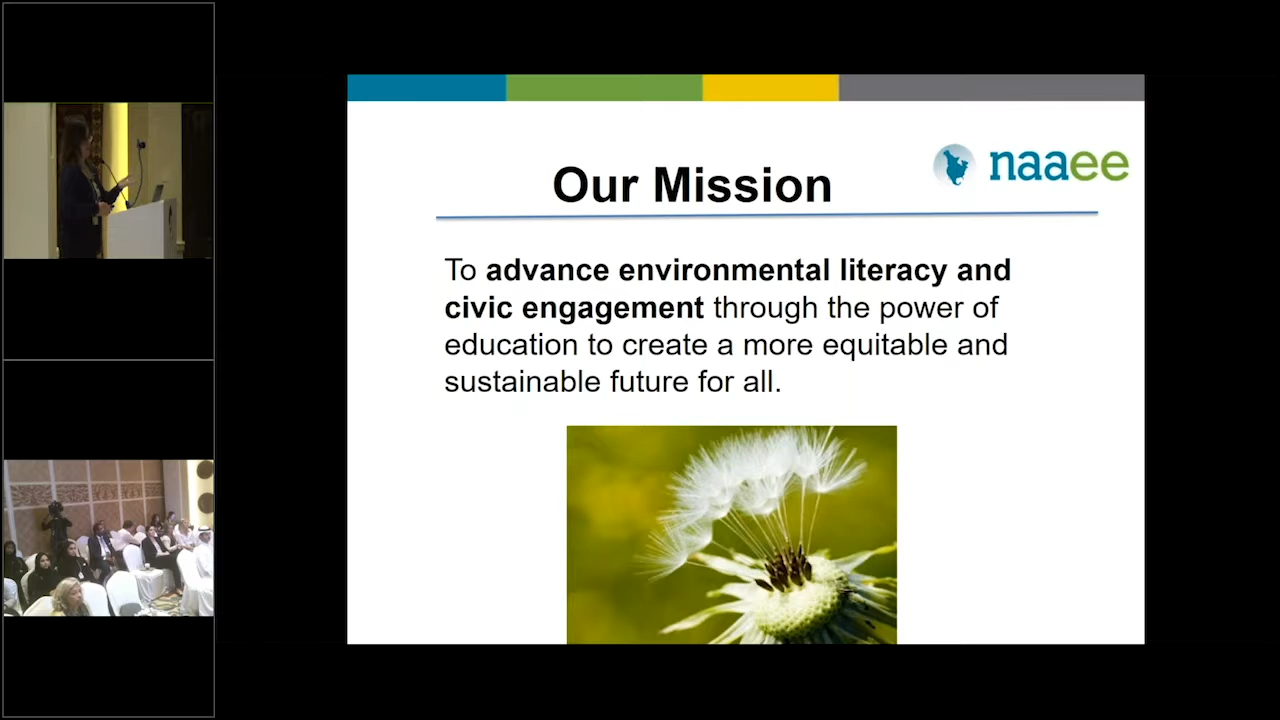 Our Mission
naaee
To advance environmental literacy and
civic engagement through the power of
education to create a more equitable and
sustainable future for all.